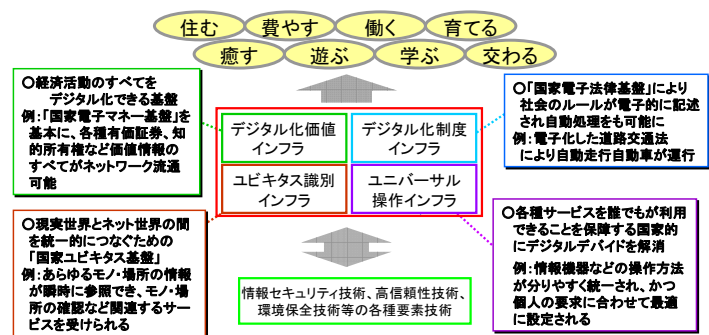 住む 費やす 働く 育てる
癒す 遊ぶ 学ぶ 交わる
〇経済活動のすべてを
デジタル化できる基盤
例:「国家電子マネー基盤」を
基本に、各種有価証券、知
的所有権など価値情報の
すべてがネットワーク流通
可能
〇「国家電子法律基盤」により
社会のルールが電子的に記述
され自動処理をも可能に
例:電子化した道路交通法
により自動走行自動車が運行
デジタル化価値
インフラ
デジタル化制度
インフラ
ユビキタス識別
インフラ
ユニバーサル
操作インフラ
〇現実世界とネット世界の間
を統一的につなぐための
「国家ユビキタス基盤」
例:あらゆるモノ・場所の情報
が瞬時に参照でき、モノ・場
所の確認など関連するサー
ビスを受けられる
〇各種サービスを誰でもが利用
できることを保障する国家的
にデジタルデバイドを解消
例:情報機器などの操作方法
が分りやすく統一され、かつ
個人の要求に合わせて最適
に設定される
情報セキュリティ技術、高信頼性技術、
環境保全技術等の各種要素技術